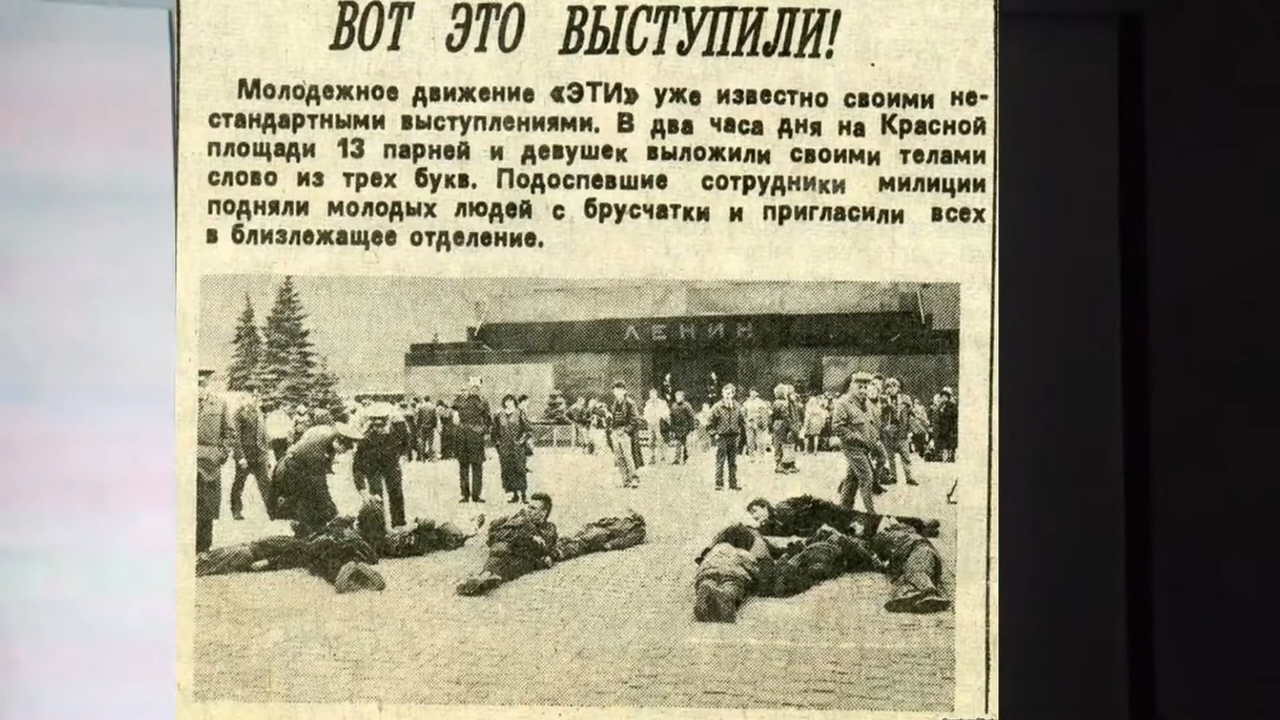 ВОТ ЭТО ВЫСТУПИЛИ!
Молодежное движение «ЭТИ» уже известно своими не-
стандартными выступлениями. В два часа дня на Красной
площади 13 парней и девушек выложили своими телами
слово из трех букв. Подоспевшие сотрудники милиции
подняли молодых людей с брусчатки и пригласили всех
в близлежащее отделение.
ЛЕНИН